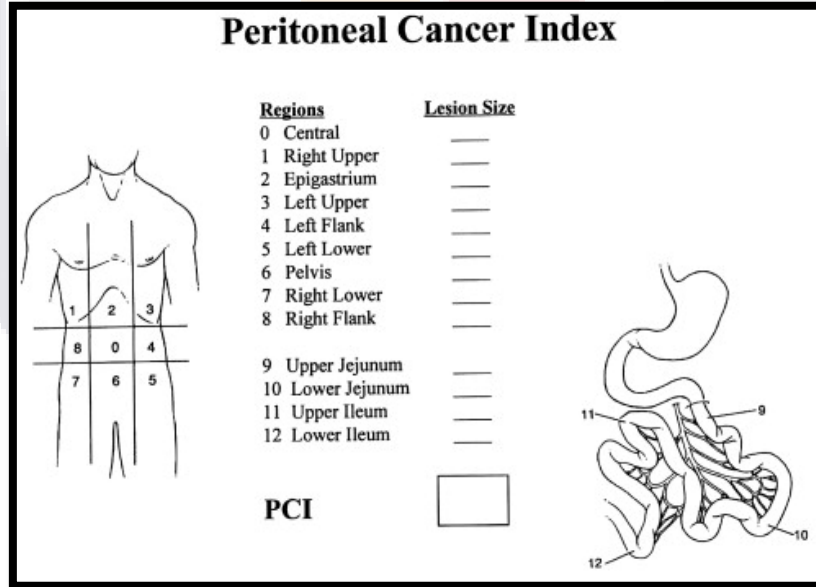 Peritoneal Cancer Index
Regions Lesion Size
0 Central
1 Right Upper
2 Epigastrium
3 Left Upper
4 Left Flank
5 Left Lower
6 Pelvis
7 Right Lower
8 Right Flank
9 Upper Jejunum
10 Lower Jejunum
11 Upper Ileum
12 Lower Ileum
PCI
1 2 3
8 0 4
7 6 5
11 9
10
12